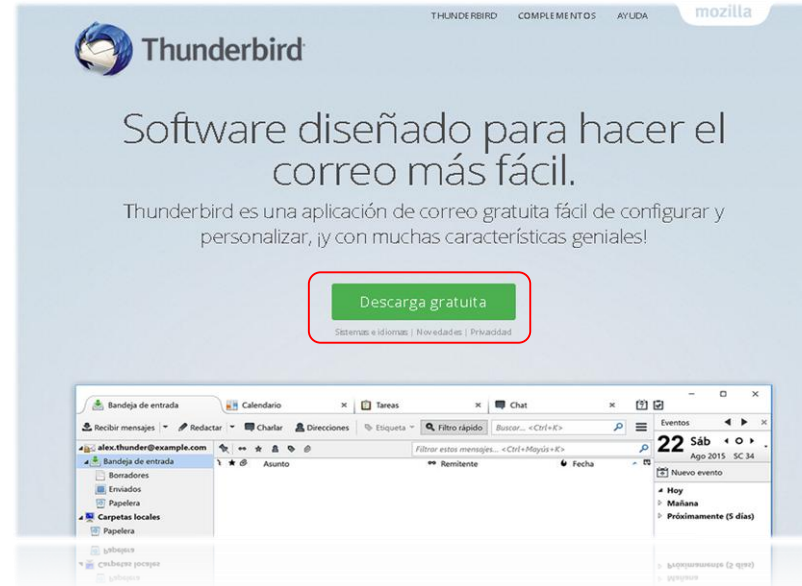 THUNDERBIRD COMPLEMENTOS AYUDA mozilla
Thunderbird
Software diseñado para hacer el
correo más fácil.
Thunderbird es una aplicación de correo gratuita fácil de configurar y
personalizar, ¡y con muchas características geniales!
Descarga gratuita
Sistemas e idiomas | Novedades | Privacidad
Bandeja de entrada Calendario Tareas Chat
Recibir mensajes Redactar Charlar Direcciones Etiqueta Filtro rápido Buscar... <Ctrl+K> Eventos
alex.thunder@example.com Filtrar estos mensajes... <Ctrl+Mayús+K> 22 Sáb
Ago 2015 SC 34
Bandeja de entrada Asunto Remitente Fecha
Borradores Nuevo evento
Enviados Hoy
Papelera Mañana
Carpetas locales Próximamente (5 días)
Papelera